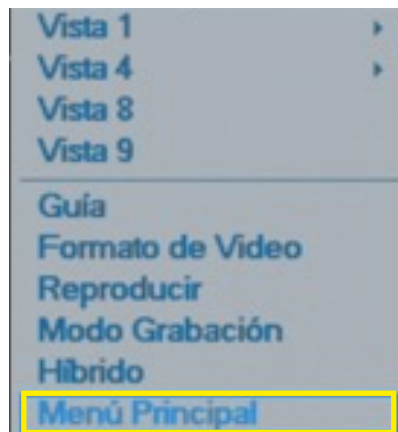 Vista 1
Vista 4
Vista 8
Vista 9
Guía
Formato de Video
Reproducir
Modo Grabación
Híbrido
Menú Principal